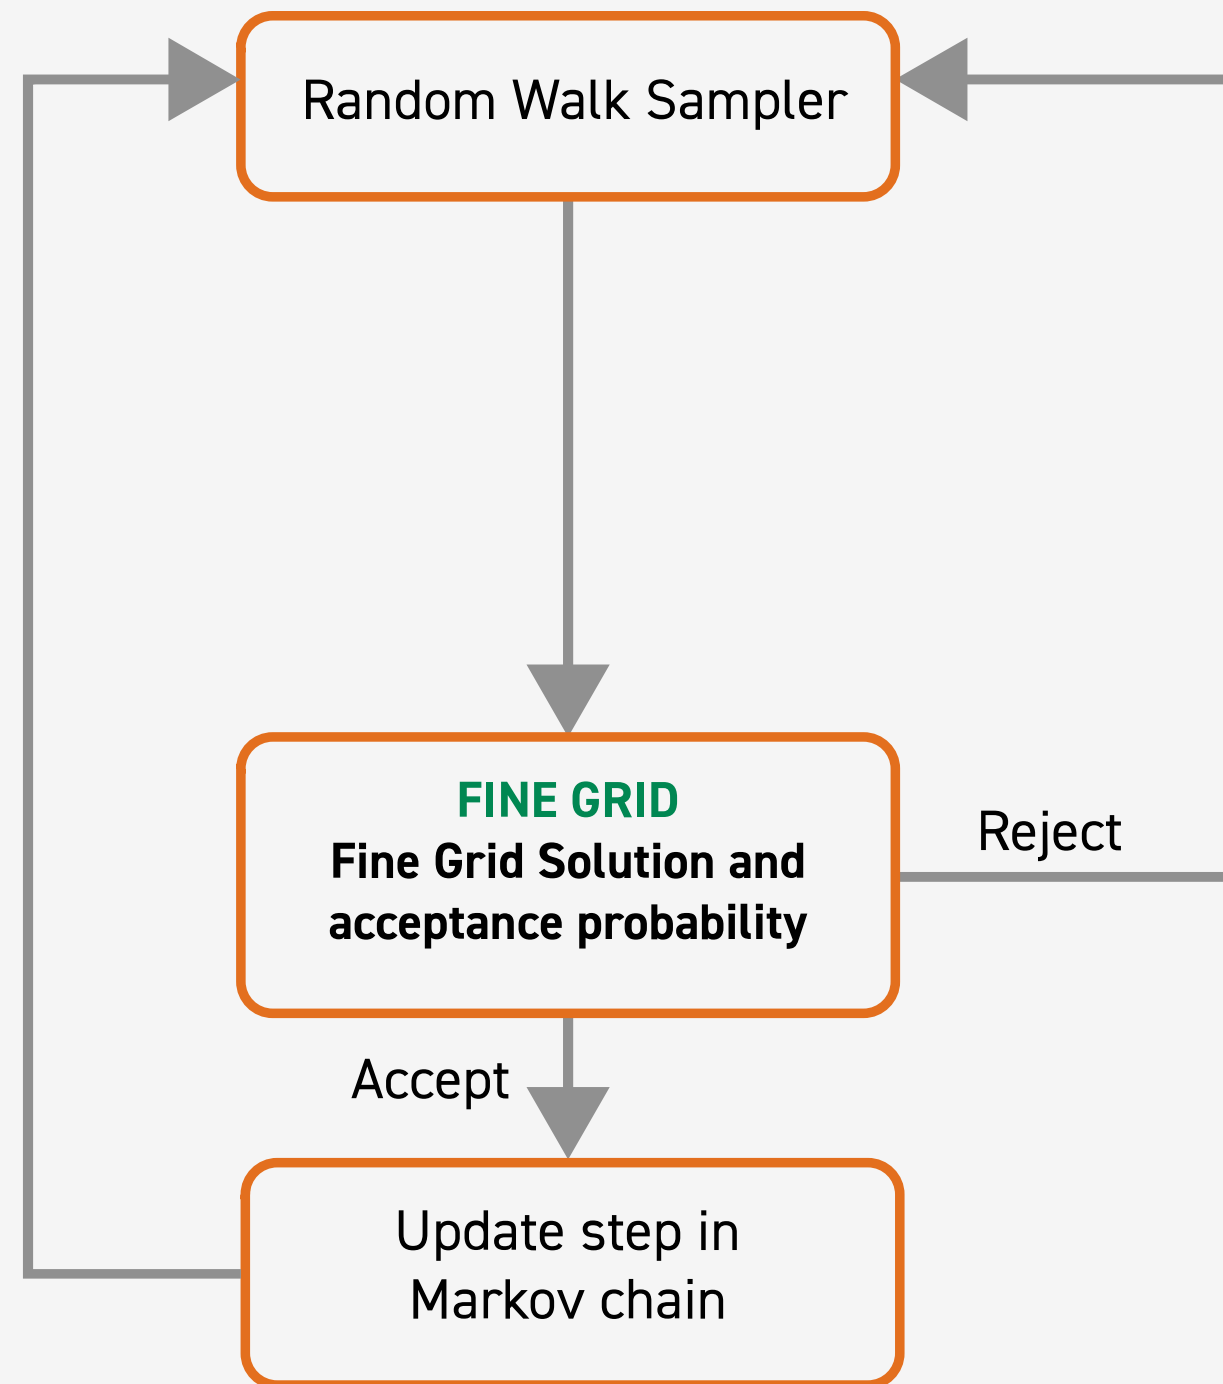 Random Walk Sampler
FINE GRID
Fine Grid Solution and
acceptance probability
Reject
Accept
Update step in
Markov chain